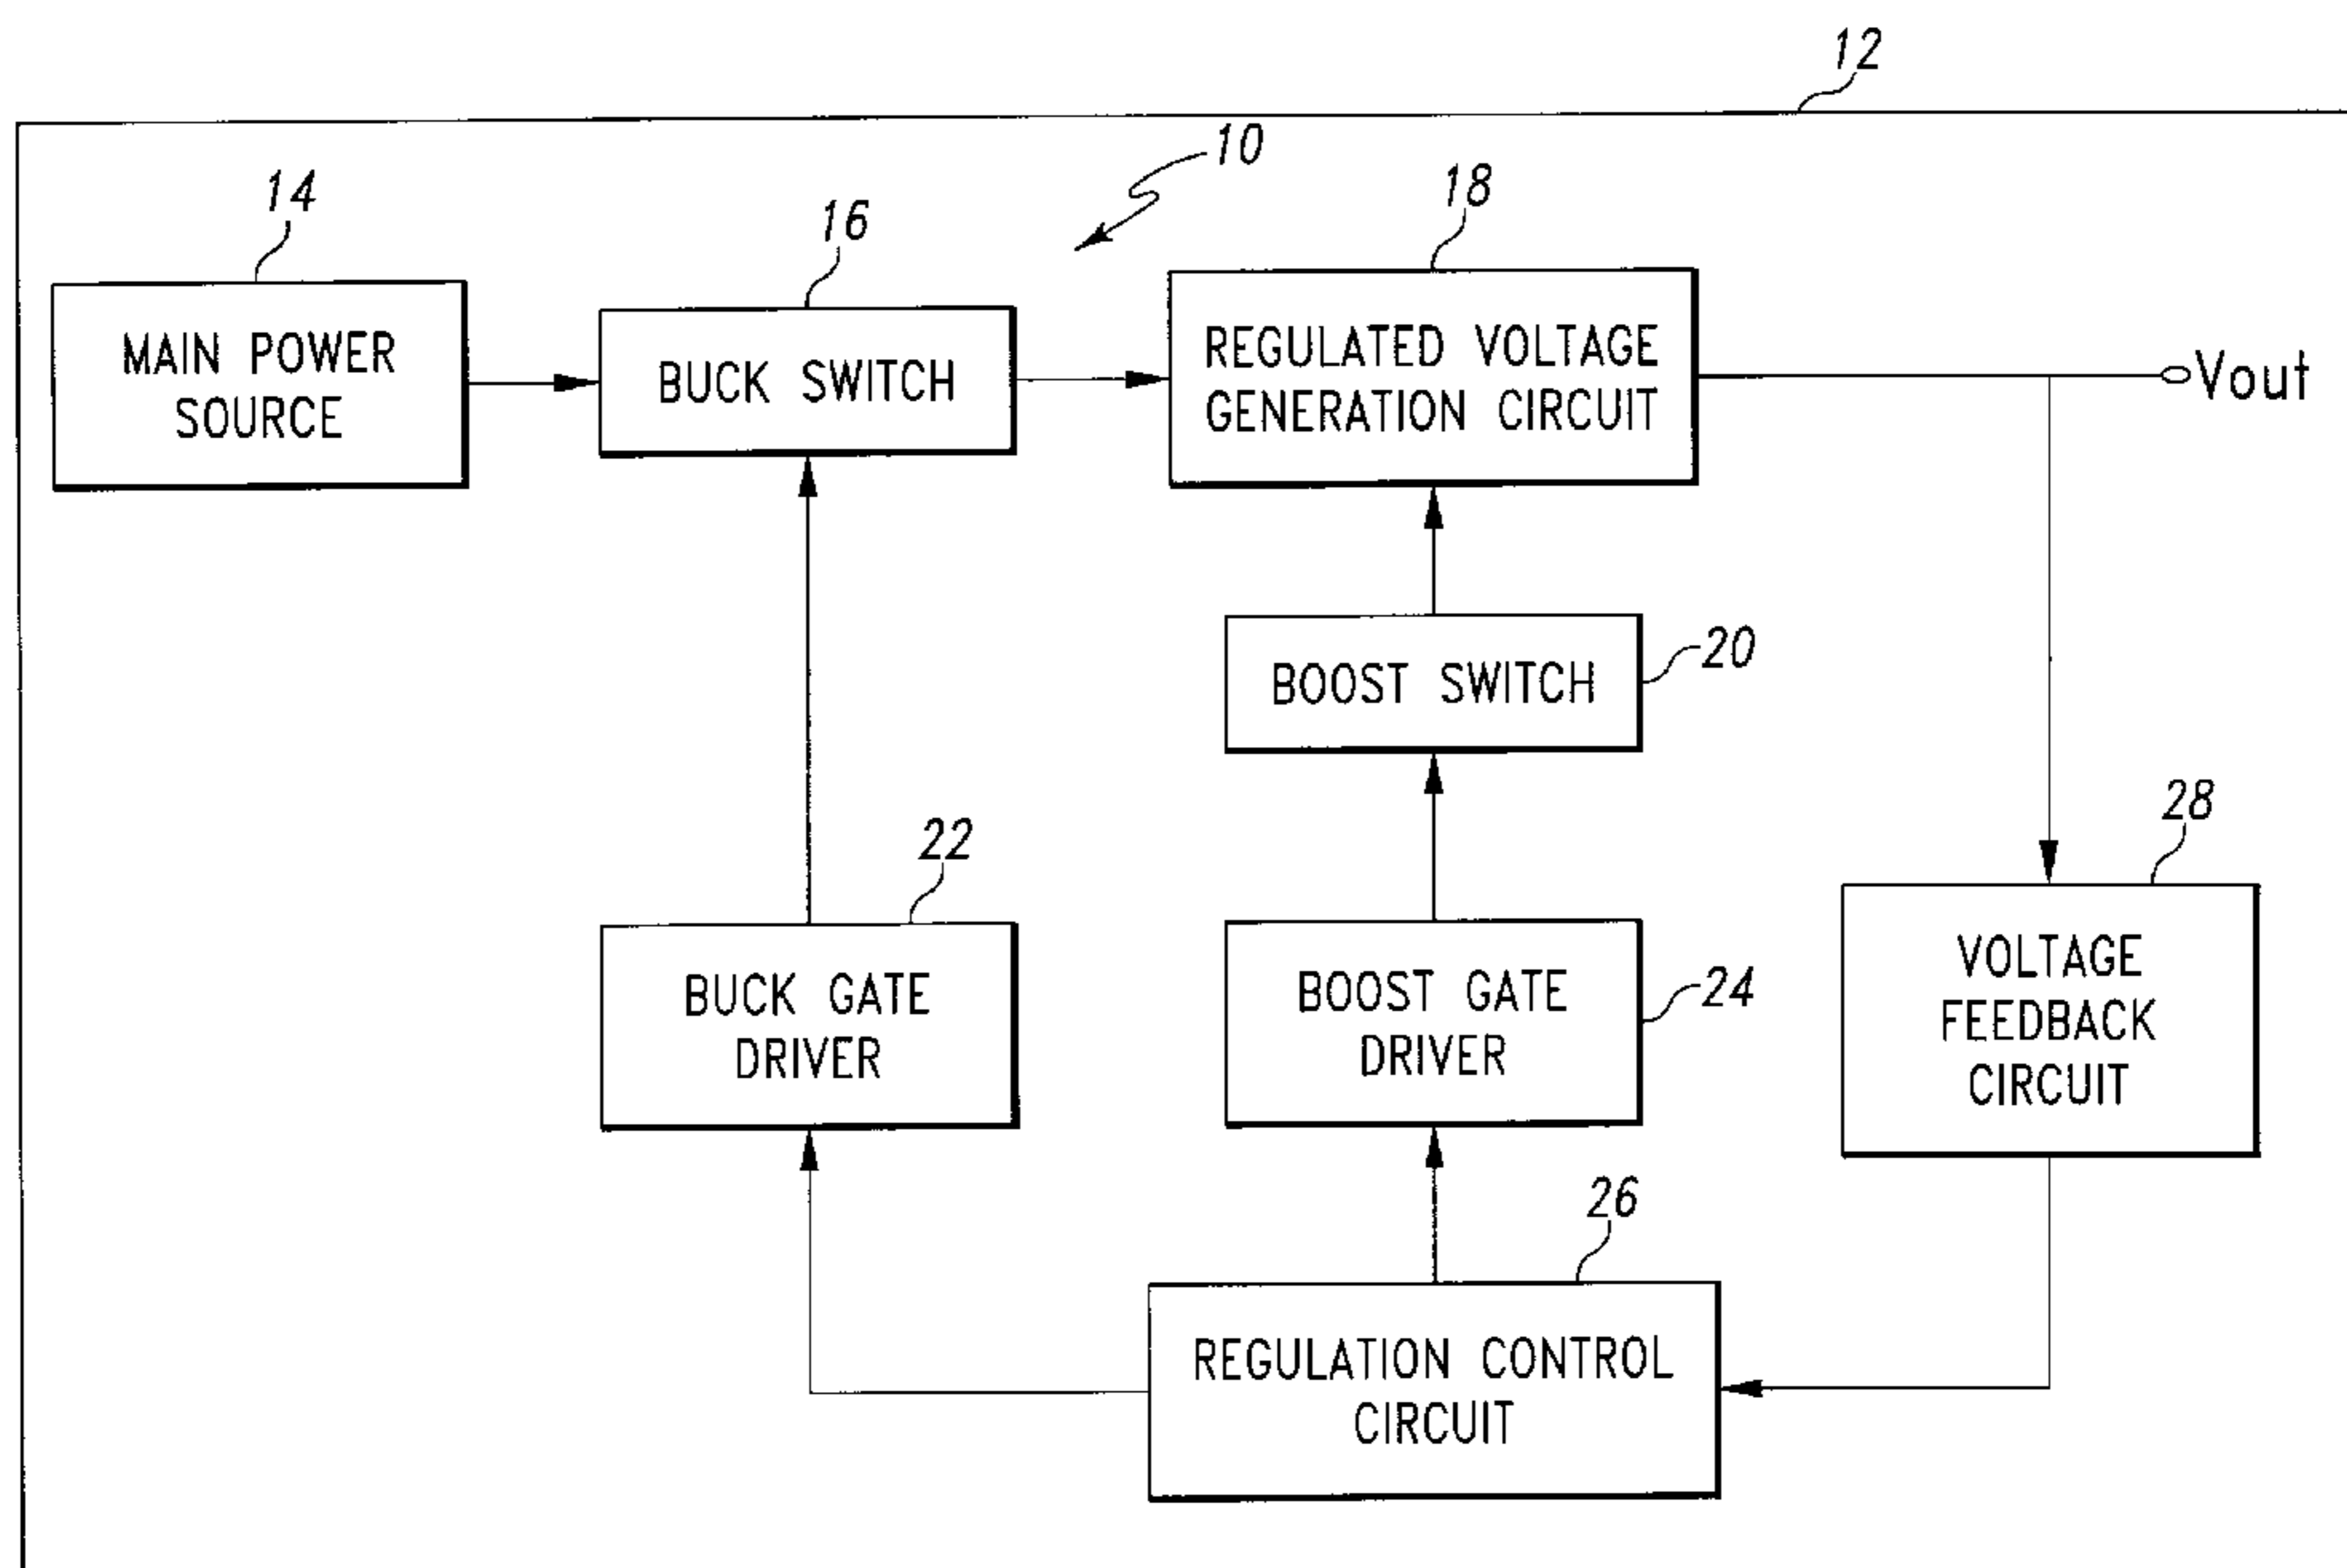 12
10
14
16
18
MAIN POWER
SOURCE
BUCK SWITCH
REGULATED VOLTAGE
GENERATION CIRCUIT
Vout
BOOST SWITCH
20
22
28
BUCK GATE
DRIVER
BOOST GATE
DRIVER
24
VOLTAGE
FEEDBACK
CIRCUIT
26
REGULATION CONTROL
CIRCUIT